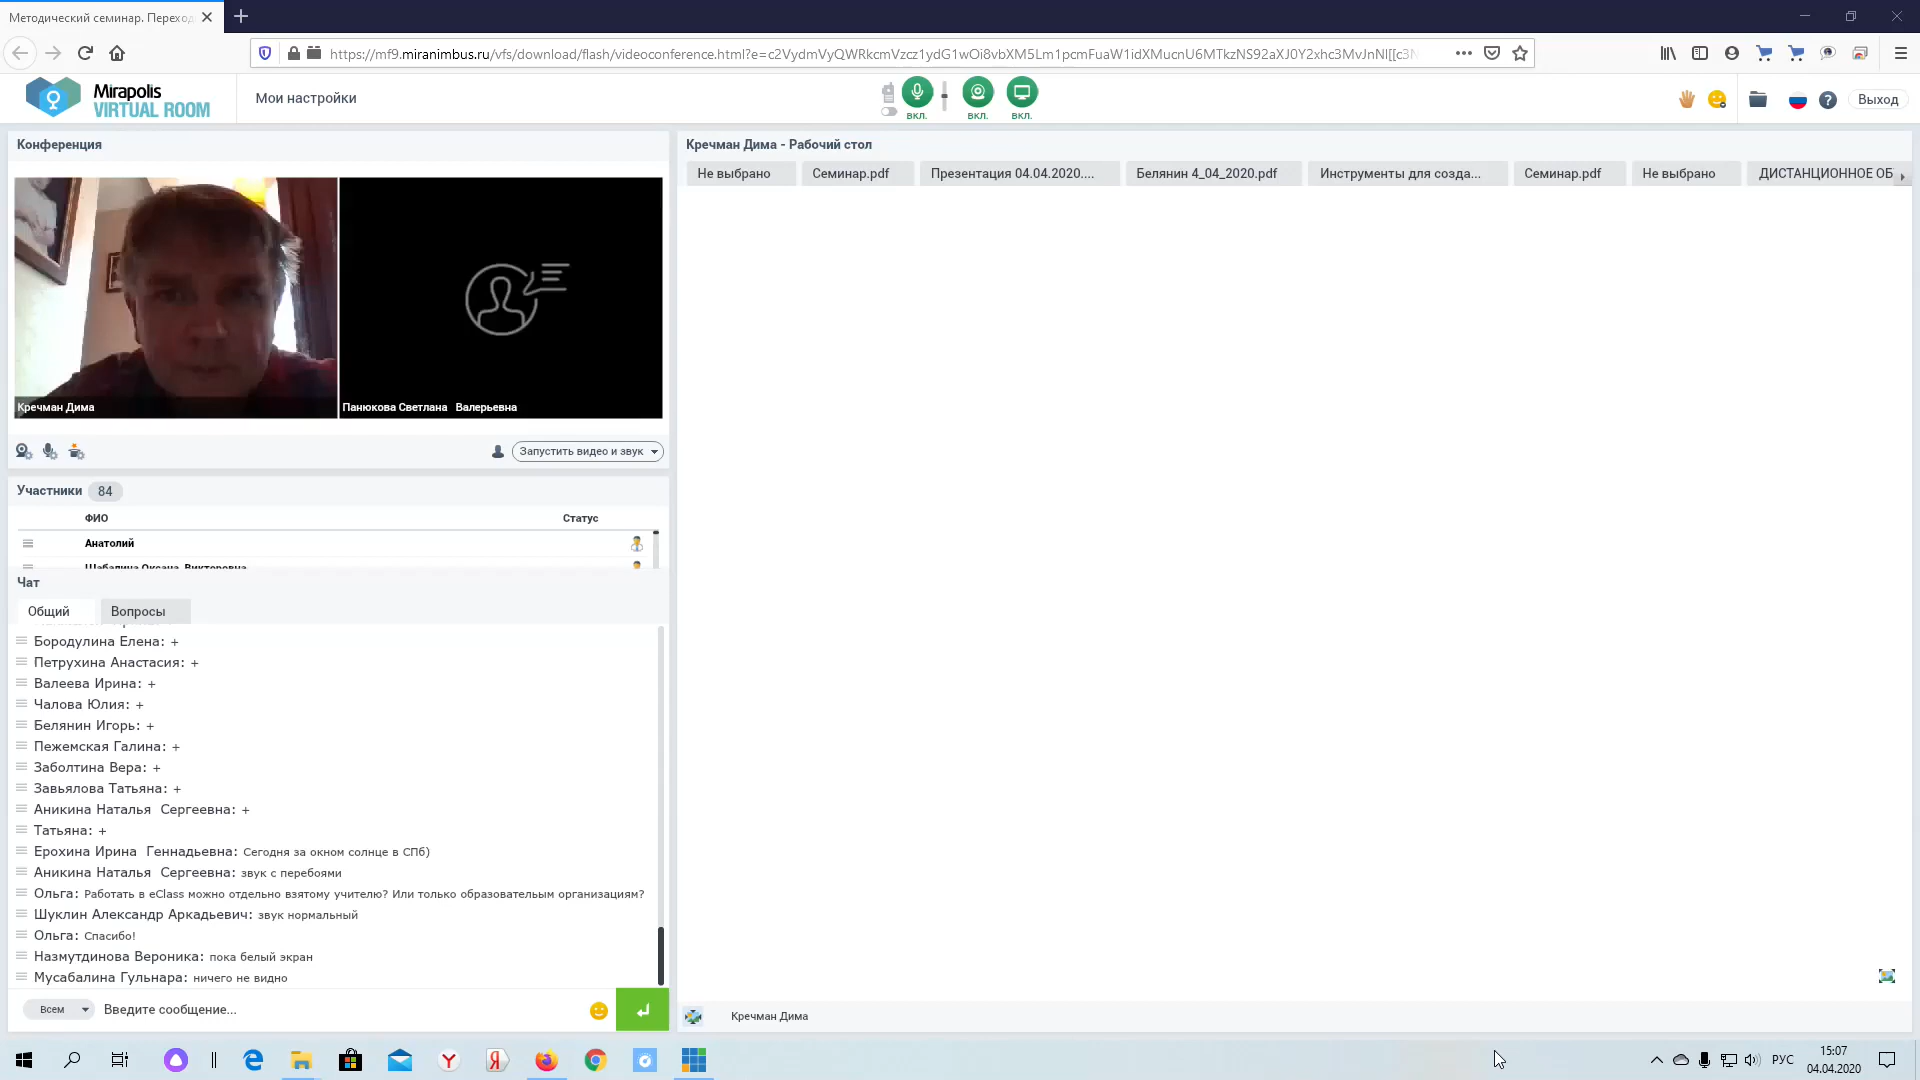 Методический семинар. Переход
https://mf9.miranimbus.ru/vfs/download/flash/videoconference.html?e=
Mirapolis
VIRTUAL ROOM
Мои настройки
вкл.
вкл.
вкл.
Выход
Конференция
Кречман Дима
Панюкова Светлана Валерьевна
Запустить видео и звук
Участники 84
ФИО Статус
Анатолий
Шабалина Оксана Викторовна
Чат
Общий Вопросы
Бородулина Елена: +
Петрухина Анастасия: +
Валеева Ирина: +
Чалова Юлия: +
Белянин Игорь: +
Пежемская Галина: +
Заболтина Вера: +
Завьялова Татьяна: +
Аникина Наталья Сергеевна: +
Татьяна: +
Ерохина Ирина Геннадьевна: Сегодня за окном солнце в СПб)
Аникина Наталья Сергеевна: звук с перебоями
Ольга: Работать в eClass можно отдельно взятому учителю? Или только образовательым организациям?
Шуклин Александр Аркадьевич: звук нормальный
Ольга: Спасибо!
Назмутдинова Вероника: пока белый экран
Мусабалина Гульнара: ничего не видно
Всем Введите сообщение...
Кречман Дима - Рабочий стол
Не выбрано Семинар.pdf Презентация 04.04.2020.... Белянин 4_04_2020.pdf Инструменты для созда... Семинар.pdf Не выбрано ДИСТАНЦИОННОЕ ОБ
Кречман Дима
РУС
15:07
04.04.2020